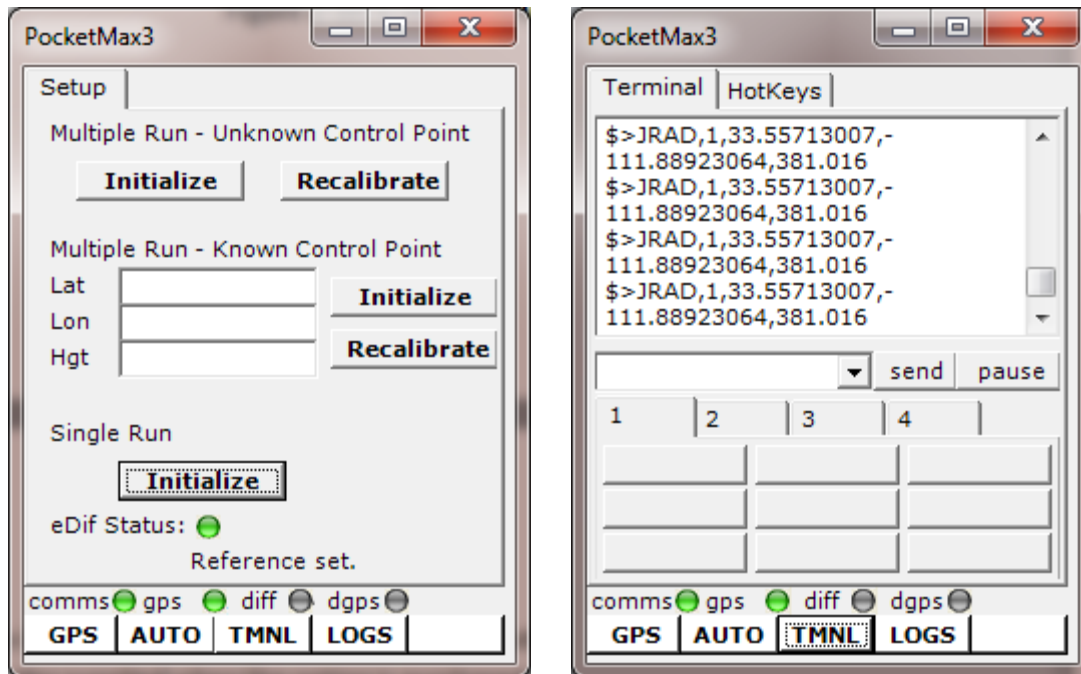 PocketMax3
Setup
Multiple Run - Unknown Control Point
Initialize Recalibrate
Multiple Run - Known Control Point
Lat
Initialize
Lon
Recalibrate
Hgt
Single Run
Initialize
eDif Status:
Reference set.
comms gps diff dgps
GPS AUTO TMNL LOGS
PocketMax3
Terminal HotKeys
$>JRAD,1,33.55713007,-
111.88923064,381.016
$>JRAD,1,33.55713007,-
111.88923064,381.016
$>JRAD,1,33.55713007,-
111.88923064,381.016
$>JRAD,1,33.55713007,-
111.88923064,381.016
send pause
1 2 3 4
comms gps diff dgps
GPS AUTO TMNL LOGS